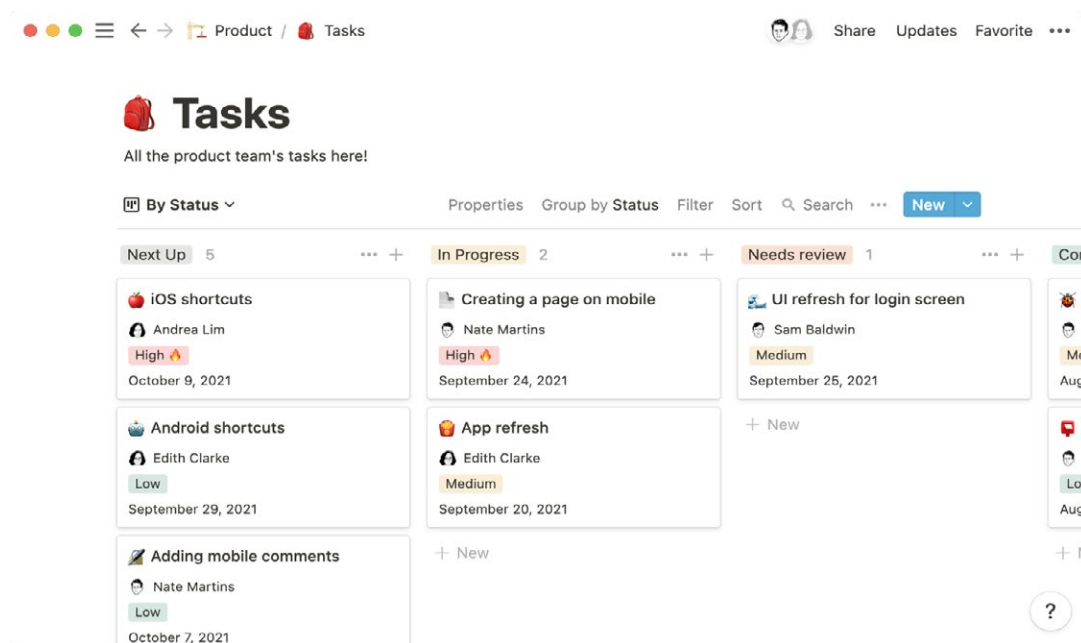 Product / Tasks
Share Updates Favorite
Tasks
All the product team's tasks here!
By Status
Properties Group by Status Filter Sort Search New
Next Up 5
iOS shortcuts
Andrea Lim
High
October 9, 2021
Android shortcuts
Edith Clarke
Low
September 29, 2021
Adding mobile comments
Nate Martins
Low
October 7, 2021
In Progress 2
Creating a page on mobile
Nate Martins
High
September 24, 2021
App refresh
Edith Clarke
Medium
September 20, 2021
+ New
Needs review 1
UI refresh for login screen
Sam Baldwin
Medium
September 25, 2021
+ New
?